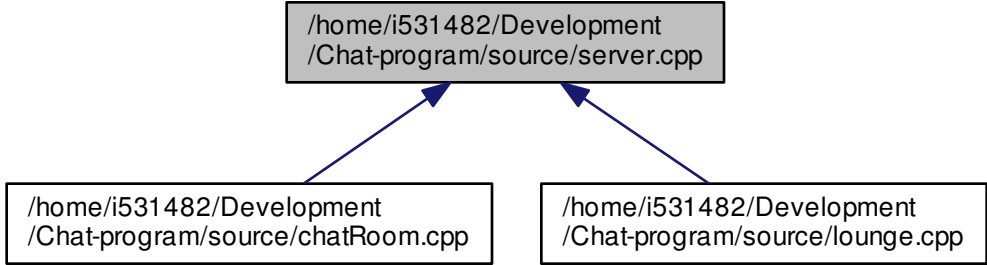 /home/i531482/Development
/Chat-program/source/server.cpp
/home/i531482/Development
/Chat-program/source/chatRoom.cpp
/home/i531482/Development
/Chat-program/source/lounge.cpp